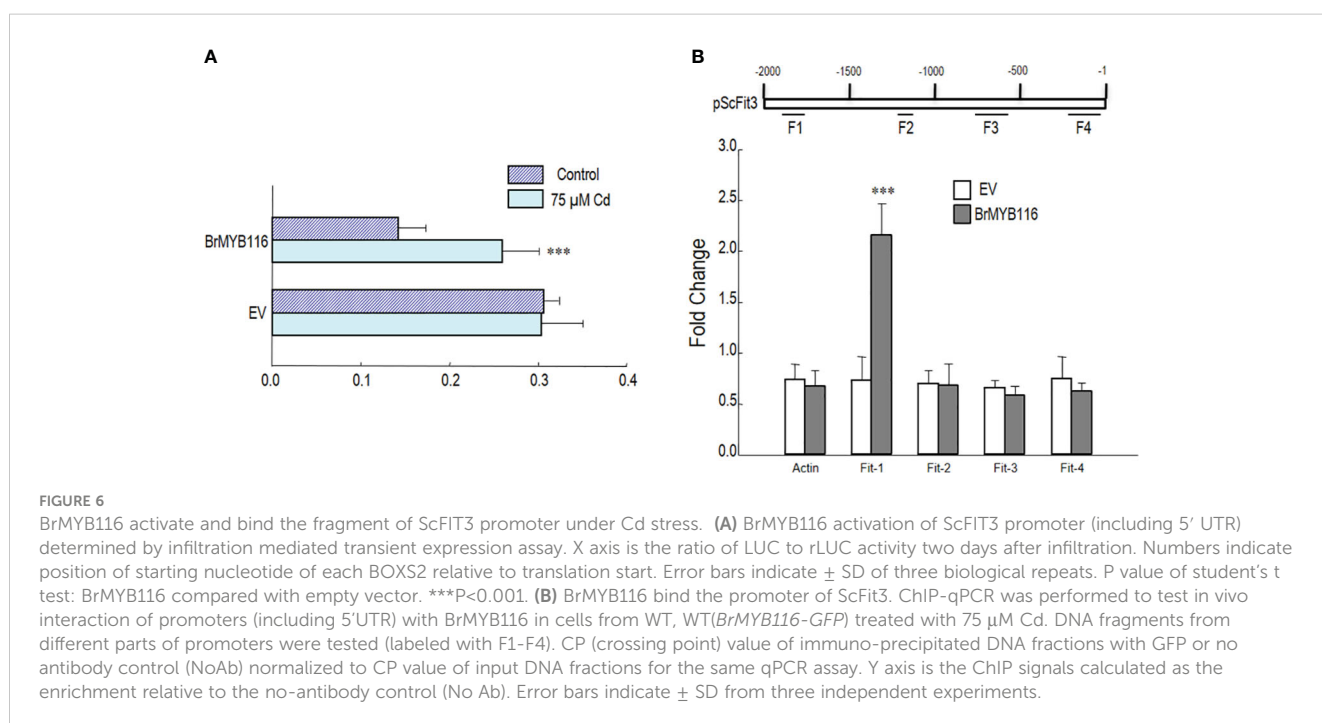 A
Control
75 μM Cd
BrMYB116
***
EV
0.0 0.1 0.2 0.3 0.4
B
-2000 -1500 -1000 -500 -1
pScFit3
F1 F2 F3 F4
3.0
2.5
2.0
1.5
1.0
0.5
0.0
Fold Change
***
EV
BrMYB116
Actin Fit-1 Fit-2 Fit-3 Fit-4
FIGURE 6
BrMYB116 activate and bind the fragment of ScFIT3 promoter under Cd stress. (A) BrMYB116 activation of ScFIT3 promoter (including 5′ UTR)
determined by infiltration mediated transient expression assay. X axis is the ratio of LUC to rLUC activity two days after infiltration. Numbers indicate
position of starting nucleotide of each BOXS2 relative to translation start. Error bars indicate ± SD of three biological repeats. P value of student's t
test: BrMYB116 compared with empty vector. ***P<0.001. (B) BrMYB116 bind the promoter of ScFit3. ChIP-qPCR was performed to test in vivo
interaction of promoters (including 5′UTR) with BrMYB116 in cells from WT, WT(BrMYB116-GFP) treated with 75 μM Cd. DNA fragments from
different parts of promoters were tested (labeled with F1-F4). CP (crossing point) value of immuno-precipitated DNA fractions with GFP or no
antibody control (NoAb) normalized to CP value of input DNA fractions for the same qPCR assay. Y axis is the ChIP signals calculated as the
enrichment relative to the no-antibody control (No Ab). Error bars indicate ± SD from three independent experiments.